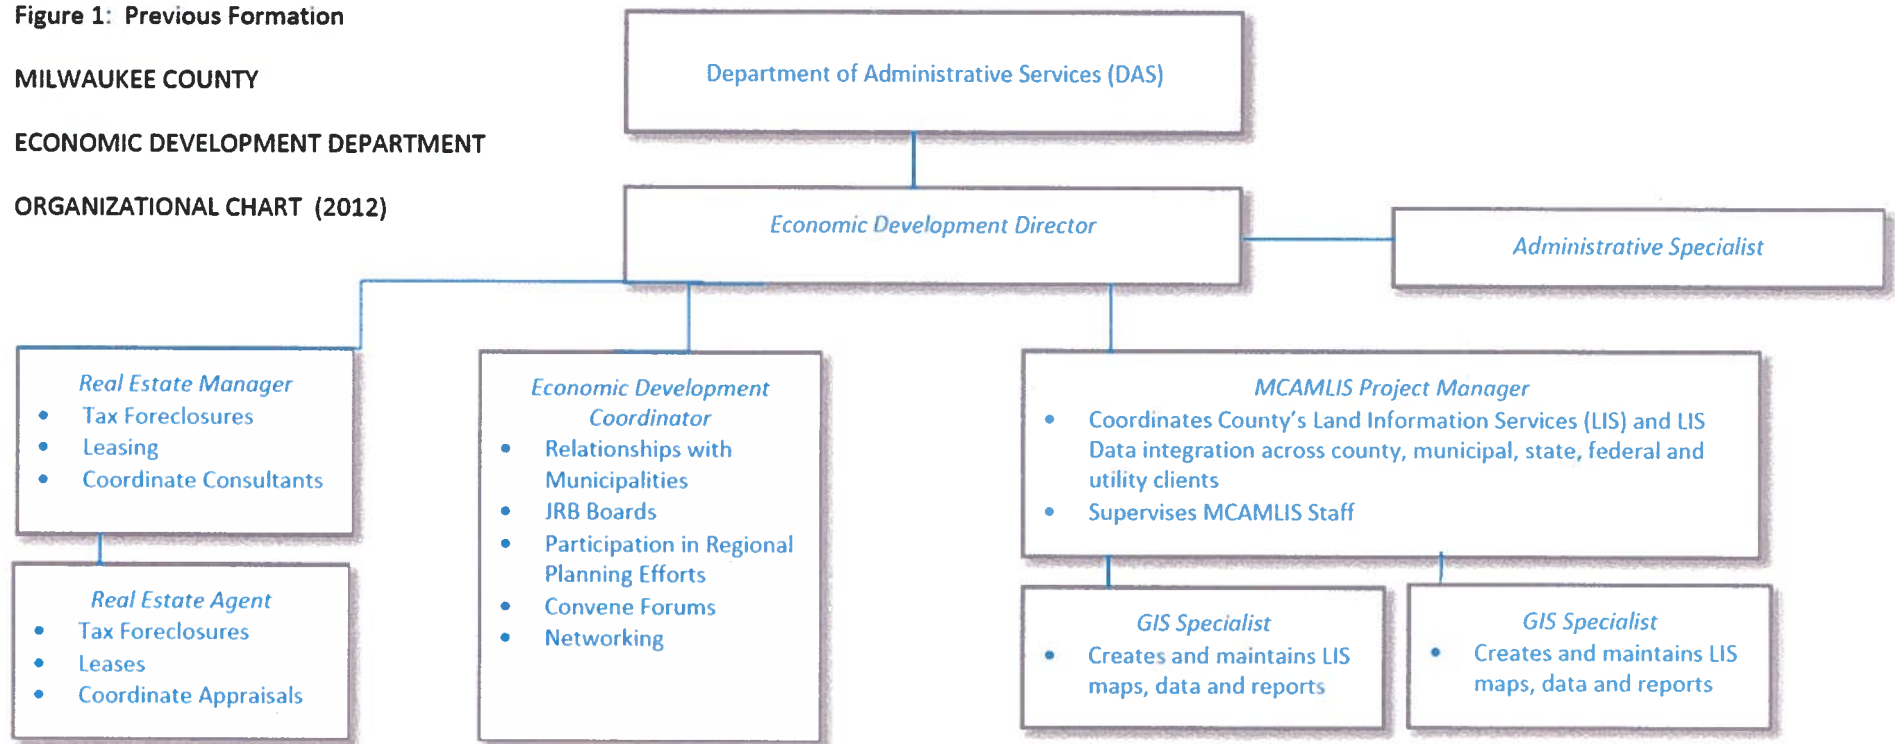 Figure 1: Previous Formation
MILWAUKEE COUNTY
ECONOMIC DEVELOPMENT DEPARTMENT
ORGANIZATIONAL CHART (2012)
Department of Administrative Services (DAS)
Economic Development Director
Administrative Specialist
Real Estate Manager
• Tax Foreclosures
• Leasing
• Coordinate Consultants
Real Estate Agent
• Tax Foreclosures
• Leases
• Coordinate Appraisals
Economic Development
Coordinator
• Relationships with
Municipalities
• JRB Boards
• Participation in Regional
Planning Efforts
• Convene Forums
• Networking
MCAMLIS Project Manager
• Coordinates County's Land Information Services (LIS) and LIS
Data integration across county, municipal, state, federal and
utility clients
• Supervises MCAMLIS Staff
GIS Specialist
• Creates and maintains LIS
maps, data and reports
GIS Specialist
• Creates and maintains LIS
maps, data and reports